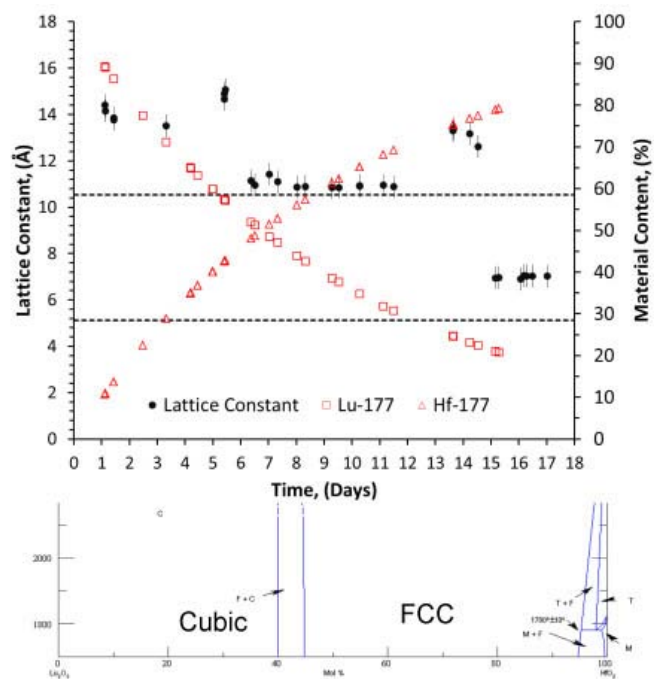 Lattice Constant, (Å)
18
16
14
12
10
8
6
4
2
0
100
90
80
70
60
50
40
30
20
10
0
Material Content, (%)
Lattice Constant Lu-177 Hf-177
0 1 2 3 4 5 6 7 8 9 10 11 12 13 14 15 16 17 18
Time, (Days)
C
2000
F + C
T + F
T
Cubic
FCC
1700°±10°
1000
M + F
M
0 20 40 60 80 100
Lu₂O₃ Mol % HfO₂